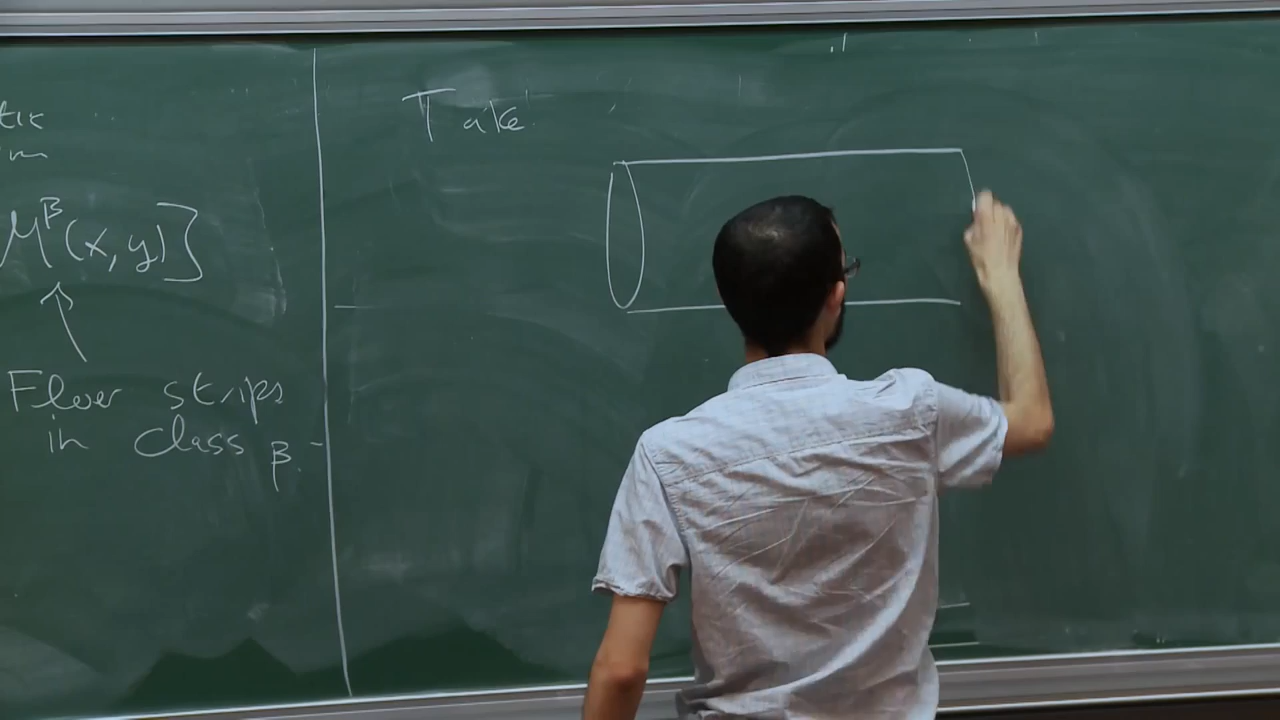 M^β(x,y)]
Floer strips
in class β.
Take